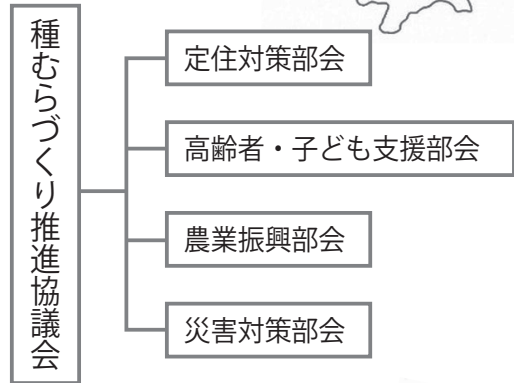 種むらづくり推進協議会
定住対策部会
高齢者・子ども支援部会
農業振興部会
災害対策部会